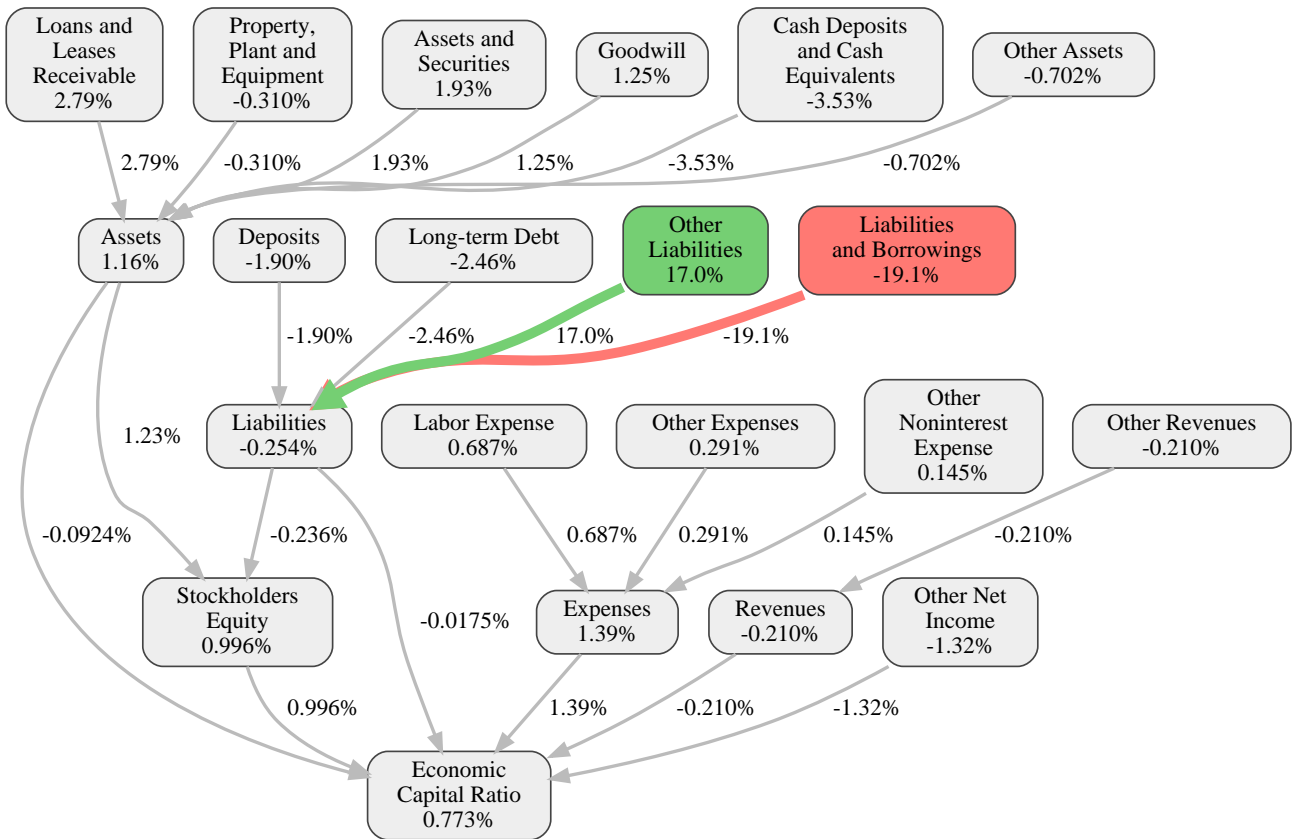 Loans and
Leases
Receivable
2.79%
Property,
Plant and
Equipment
-0.310%
Assets and
Securities
1.93%
Goodwill
1.25%
Cash Deposits
and Cash
Equivalents
-3.53%
Other Assets
-0.702%
2.79%
-0.310%
1.93%
1.25%
-3.53%
-0.702%
Assets
1.16%
Deposits
-1.90%
Long-term Debt
-2.46%
Other
Liabilities
17.0%
Liabilities
and Borrowings
-19.1%
-1.90%
-2.46%
17.0%
-19.1%
1.23%
Liabilities
-0.254%
Labor Expense
0.687%
Other Expenses
0.291%
Other
Noninterest
Expense
0.145%
Other Revenues
-0.210%
-0.0924%
-0.236%
0.687%
0.291%
0.145%
-0.210%
Stockholders
Equity
0.996%
-0.0175%
Expenses
1.39%
Revenues
-0.210%
Other Net
Income
-1.32%
0.996%
1.39%
-0.210%
-1.32%
Economic
Capital Ratio
0.773%